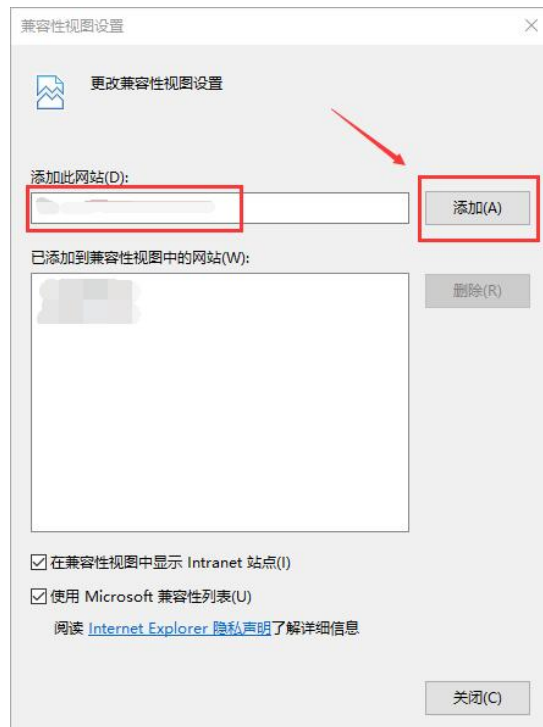 兼容性视图设置
更改兼容性视图设置
添加此网站(D):
添加(A)
已添加到兼容性视图中的网站(W):
删除(R)
在兼容性视图中显示 Intranet 站点(I)
使用 Microsoft 兼容性列表(U)
阅读 Internet Explorer 隐私声明了解详细信息
关闭(C)